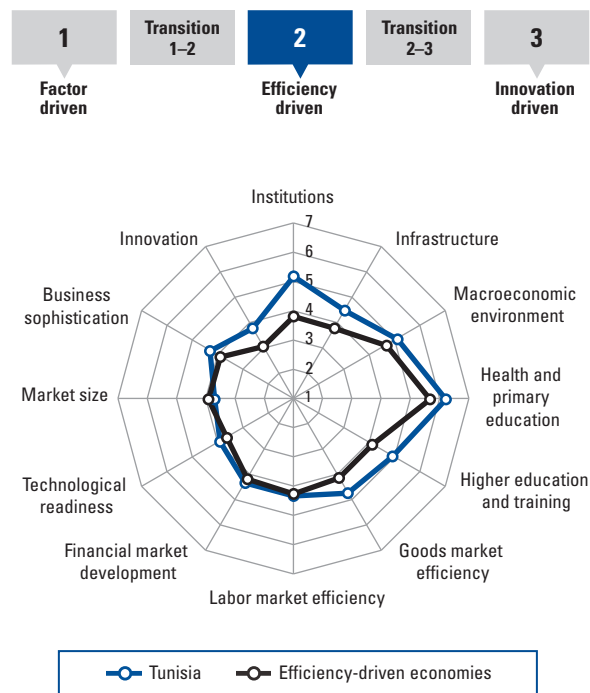 1
Transition
1–2
2
Transition
2–3
3
Factor
driven
Efficiency
driven
Innovation
driven
Institutions
7
Innovation
Infrastructure
6
5
Business
sophistication
Macroeconomic
environment
4
3
2
Market size
1
Health and
primary
education
Technological
readiness
Higher education
and training
Financial market
development
Goods market
efficiency
Labor market efficiency
Tunisia
Efficiency-driven economies